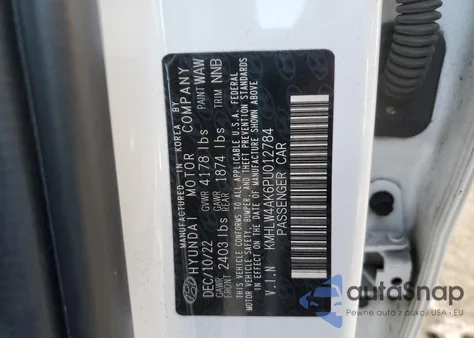 MANUFACTURED IN KOREA BY
HYUNDAI MOTOR COMPANY
DEC/10/22 GVWR 4178 lbs PAINT WAW
GAWR FRONT 2403 lbs GAWR REAR 1874 lbs TRIM NNB
THIS VEHICLE CONFORMS TO ALL APPLICABLE U.S.A. FEDERAL
MOTOR VEHICLE SAFETY, BUMPER, AND THEFT PREVENTION STANDARDS
IN EFFECT ON THE DATE OF MANUFACTURE SHOWN ABOVE.
V.I.N KMHLW4AK6PU012784
PASSENGER CAR
autoSnap
Pewne auta z aukcji USA i EU